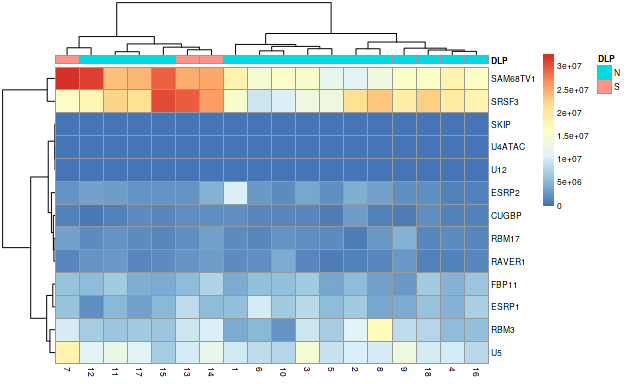 DLP
DLP
SAM68TV1
3e+07
N
SRSF3
2.5e+07
S
SKIP
2e+07
U4ATAC
1.5e+07
U12
1e+07
ESRP2
5e+06
CUGBP
0
RBM17
RAVER1
FBP11
ESRP1
RBM3
U5
7 12 11 17 15 13 14 1 6 10 3 5 2 8 9 18 4 16